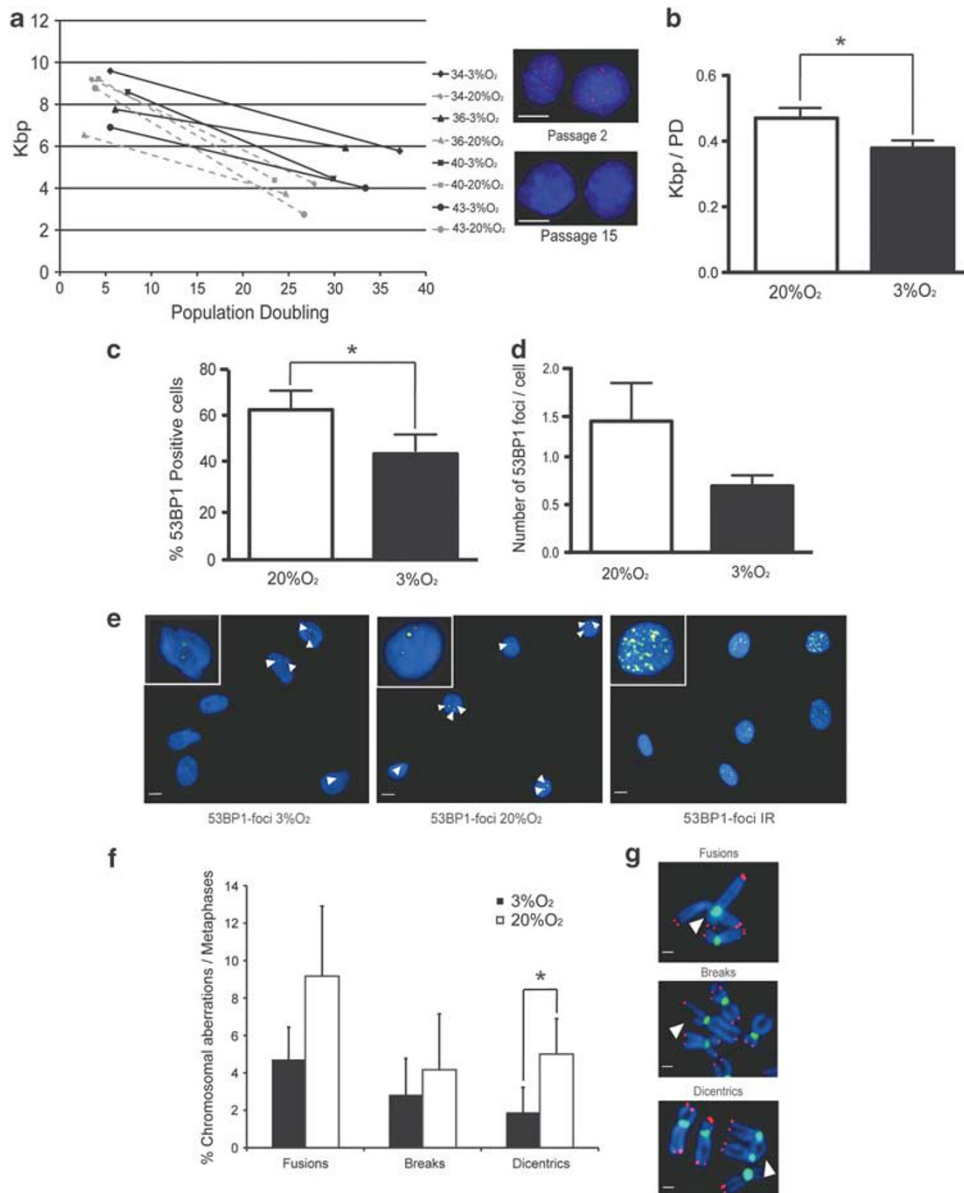 a
12
10
8
6
4
2
0
Kbp
0 5 10 15 20 25 30 35 40
Population Doubling
34-3%O₂
34-20%O₂
36-3%O₂
36-20%O₂
40-3%O₂
40-20%O₂
43-3%O₂
43-20%O₂
Passage 2
Passage 15
b
*
0.6
0.4
0.2
0.0
Kbp / PD
20%O₂ 3%O₂
c
*
80
60
40
20
0
% 53BP1 Positive cells
20%O₂ 3%O₂
d
2.0
1.5
1.0
0.5
0.0
Number of 53BP1 foci / cell
20%O₂ 3%O₂
e
53BP1-foci 3%O₂ 53BP1-foci 20%O₂ 53BP1-foci IR
f
14
12
10
8
6
4
2
0
% Chromosomal aberrations / Metaphases
3%O₂
20%O₂
*
Fusions Breaks Dicentrics
g
Fusions
Breaks
Dicentrics